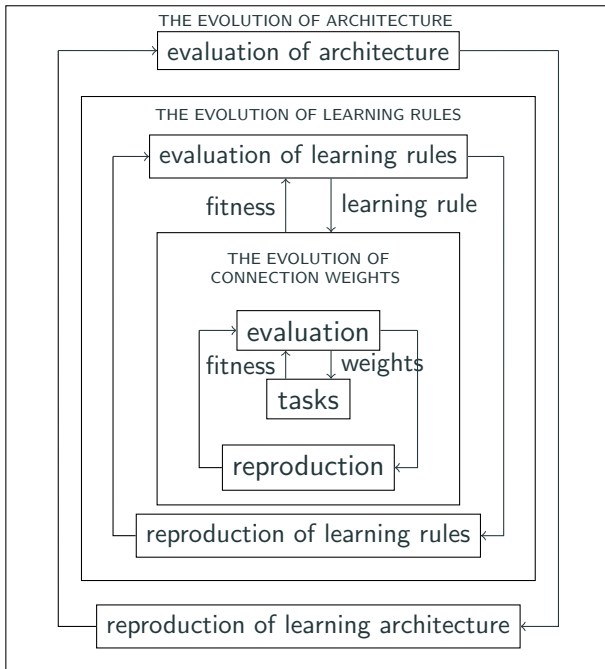 THE EVOLUTION OF ARCHITECTURE
evaluation of architecture
THE EVOLUTION OF LEARNING RULES
evaluation of learning rules
fitness
learning rule
THE EVOLUTION OF
CONNECTION WEIGHTS
evaluation
fitness
weights
tasks
reproduction
reproduction of learning rules
reproduction of learning architecture